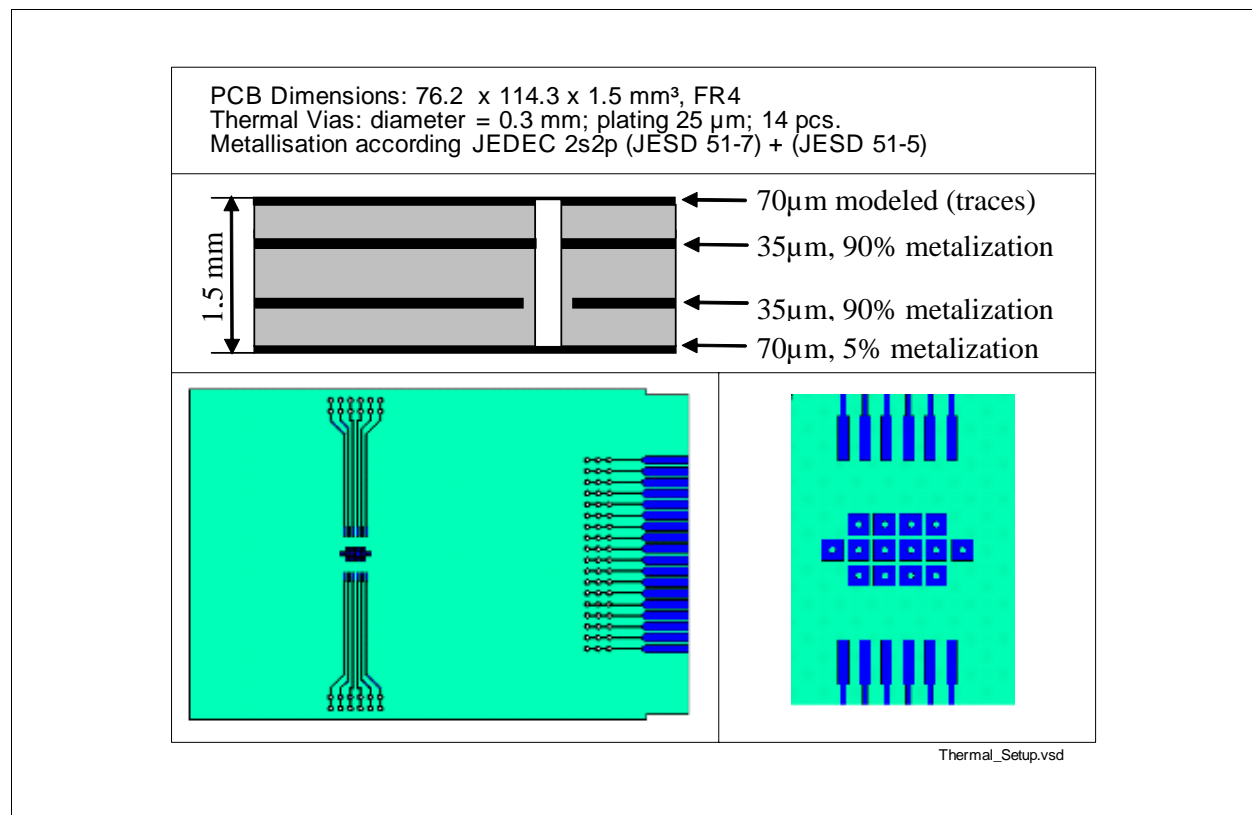 PCB Dimensions: 76.2 x 114.3 x 1.5 mm³, FR4
Thermal Vias: diameter = 0.3 mm; plating 25 µm; 14 pcs.
Metallisation according JEDEC 2s2p (JESD 51-7) + (JESD 51-5)
1.5 mm
70µm modeled (traces)
35µm, 90% metalization
35µm, 90% metalization
70µm, 5% metalization
Thermal_Setup.vsd